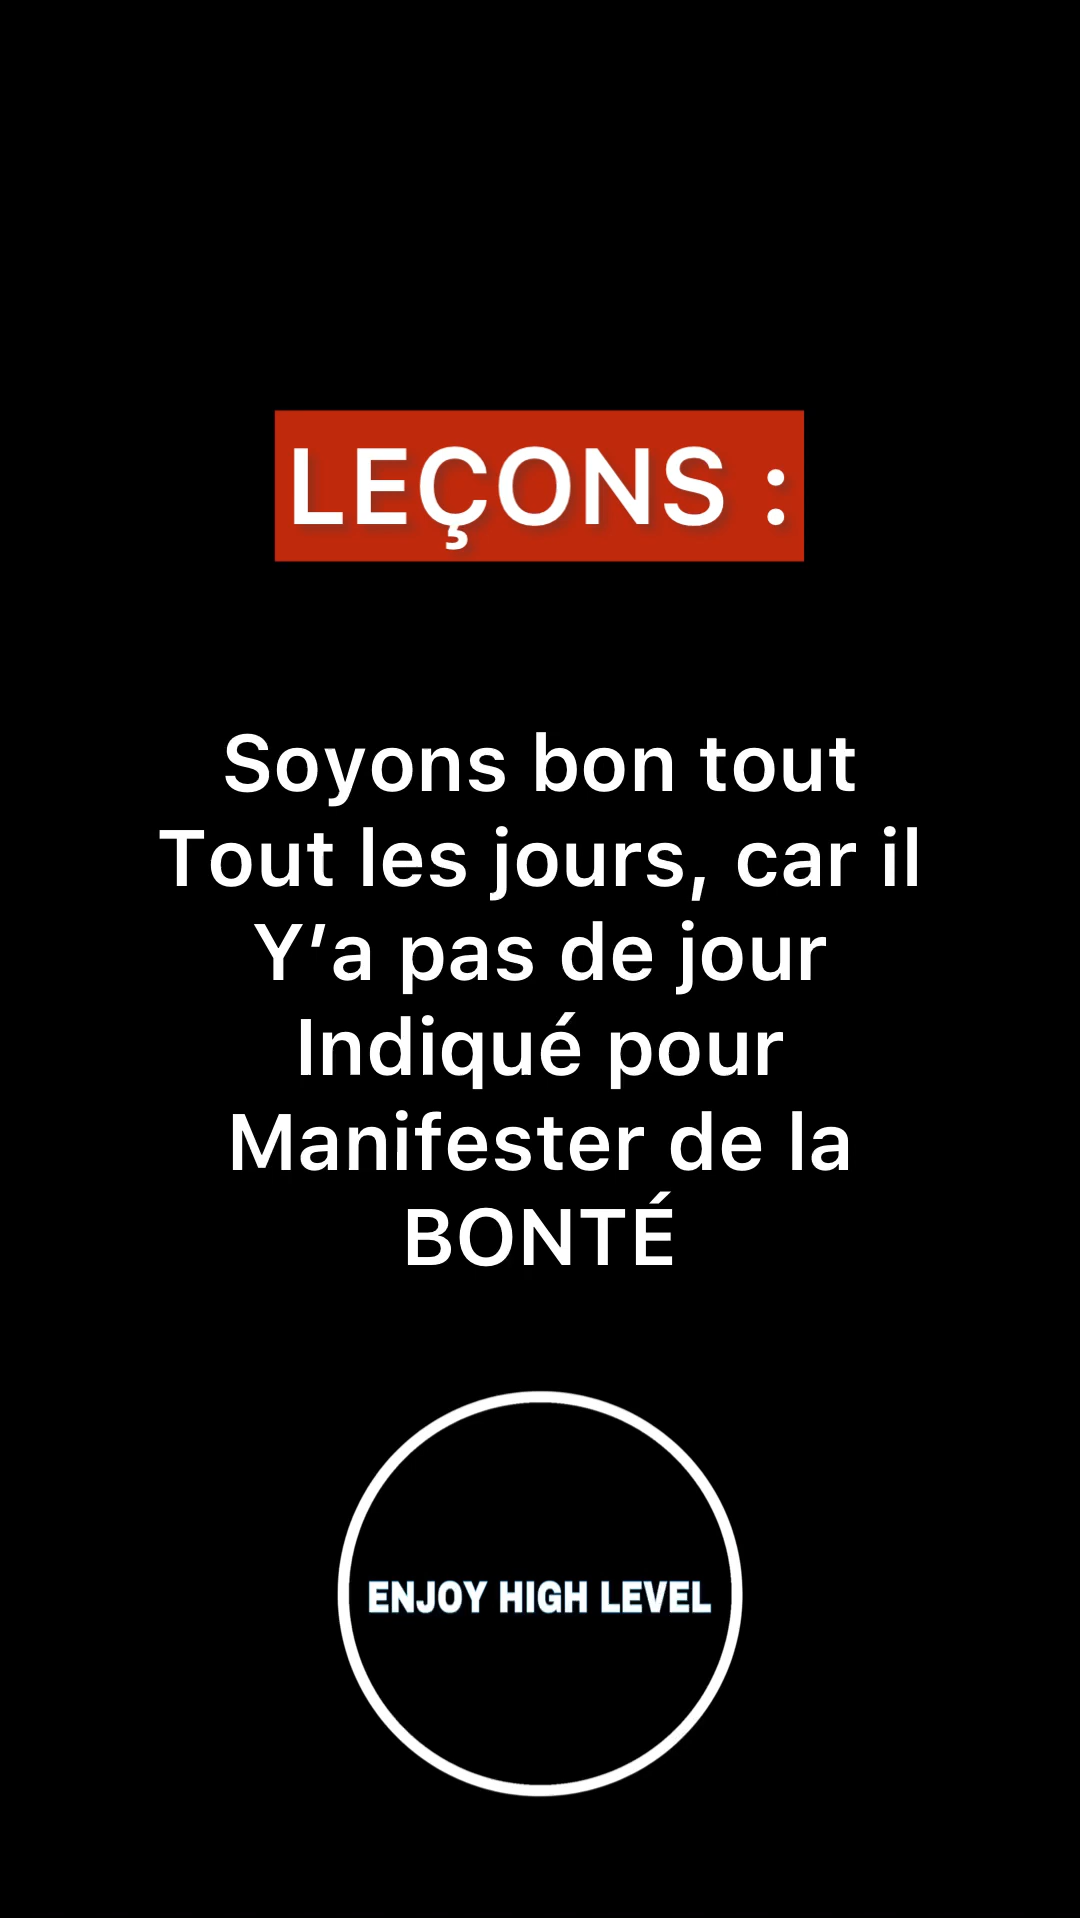 LEÇONS :
Soyons bon tout
Tout les jours, car il
Y'a pas de jour
Indiqué pour
Manifester de la
BONTÉ
ENJOY HIGH LEVEL